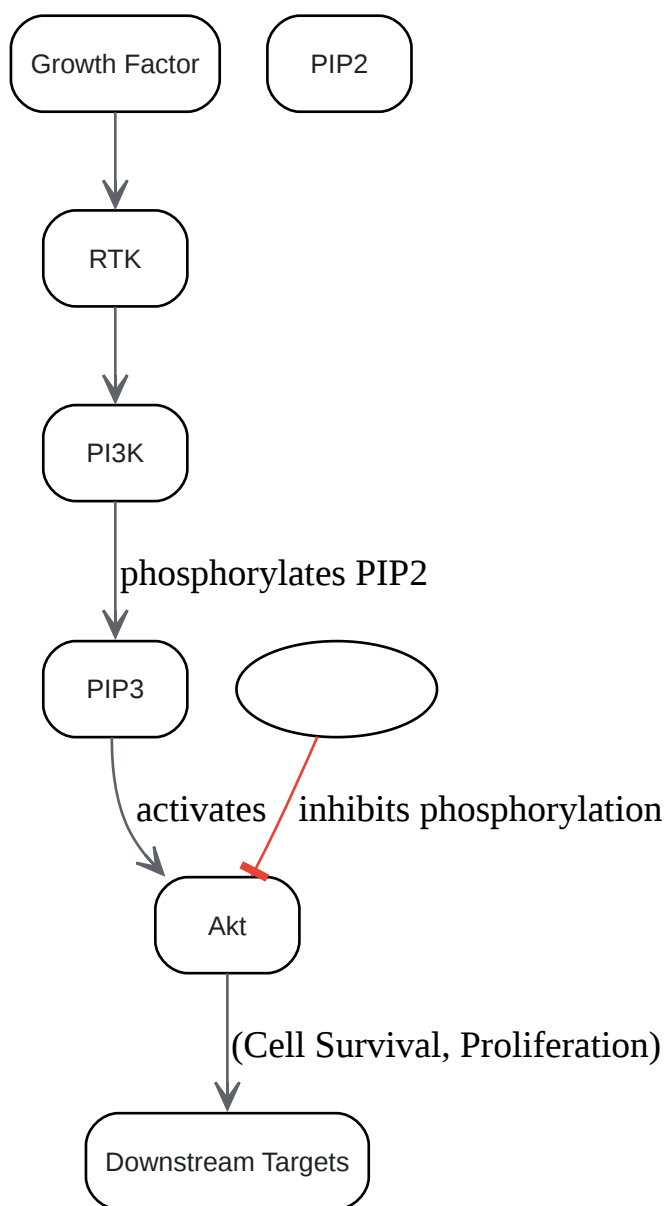 Growth Factor
PIP2
RTK
PI3K
phosphorylates PIP2
PIP3
activates
inhibits phosphorylation
Akt
(Cell Survival, Proliferation)
Downstream Targets